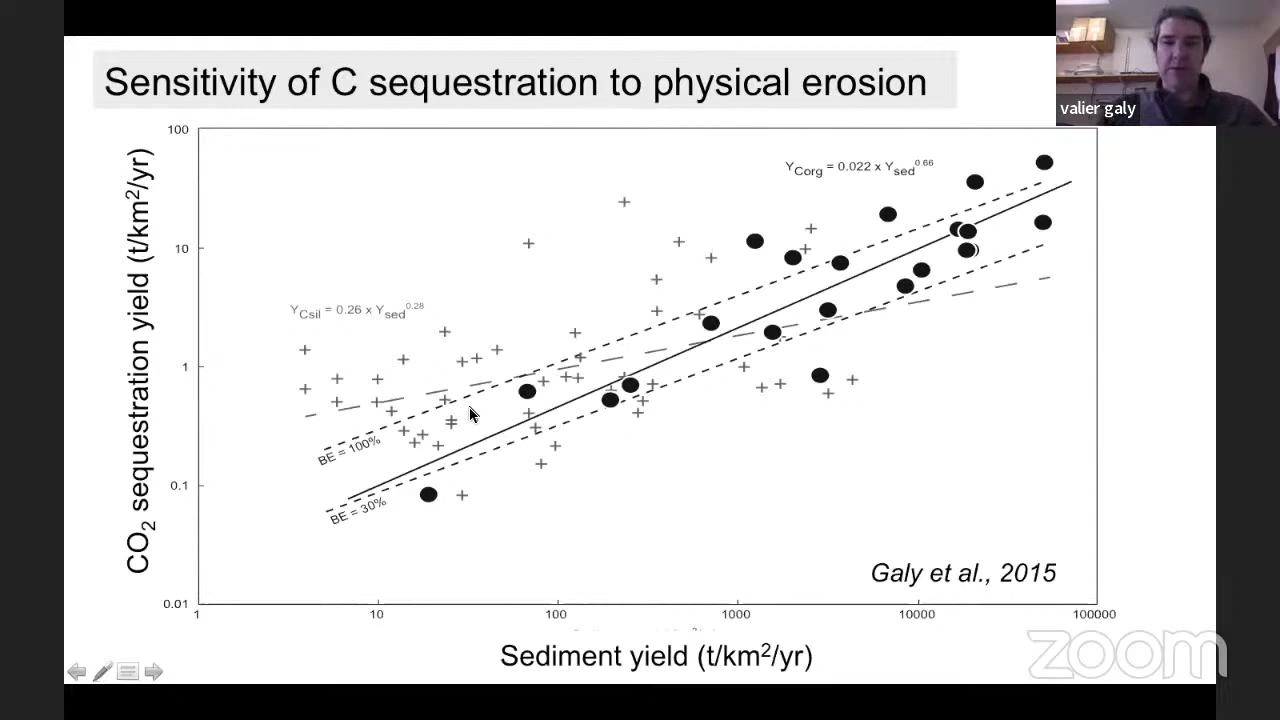 Sensitivity of C sequestration to physical erosion
valier galy
CO2 sequestration yield (t/km2/yr)
100
10
1
0.1
0.01
YCorg = 0.022 x Ysed0.66
YCsil = 0.26 x Ysed0.28
BE = 100%
BE = 30%
Galy et al., 2015
1 10 100 1000 10000 100000
Sediment yield (t/km2/yr)
zoom